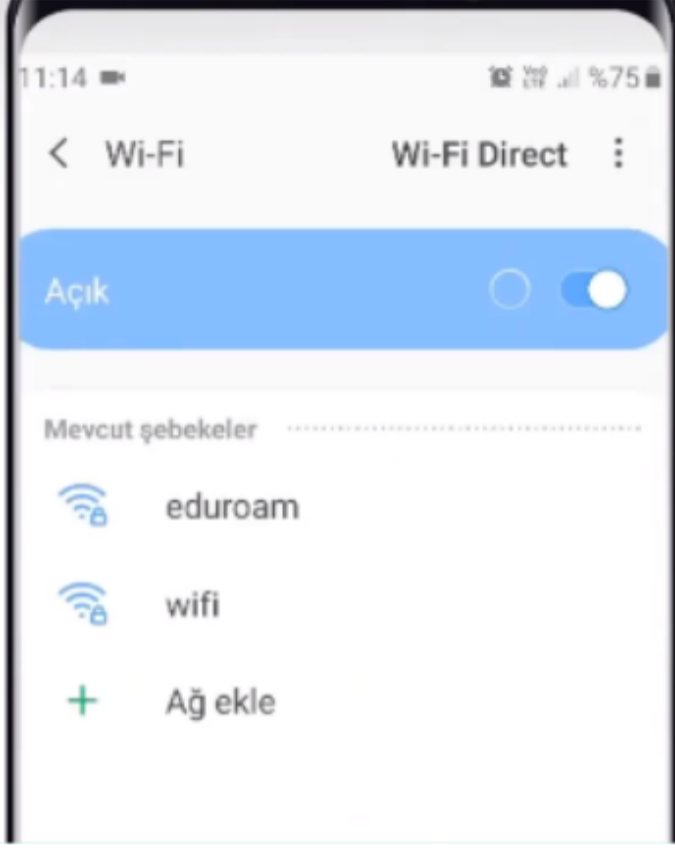 11:14 %75
Wi-Fi Wi-Fi Direct
Açık
Mevcut şebekeler
eduroam
wifi
Ağ ekle